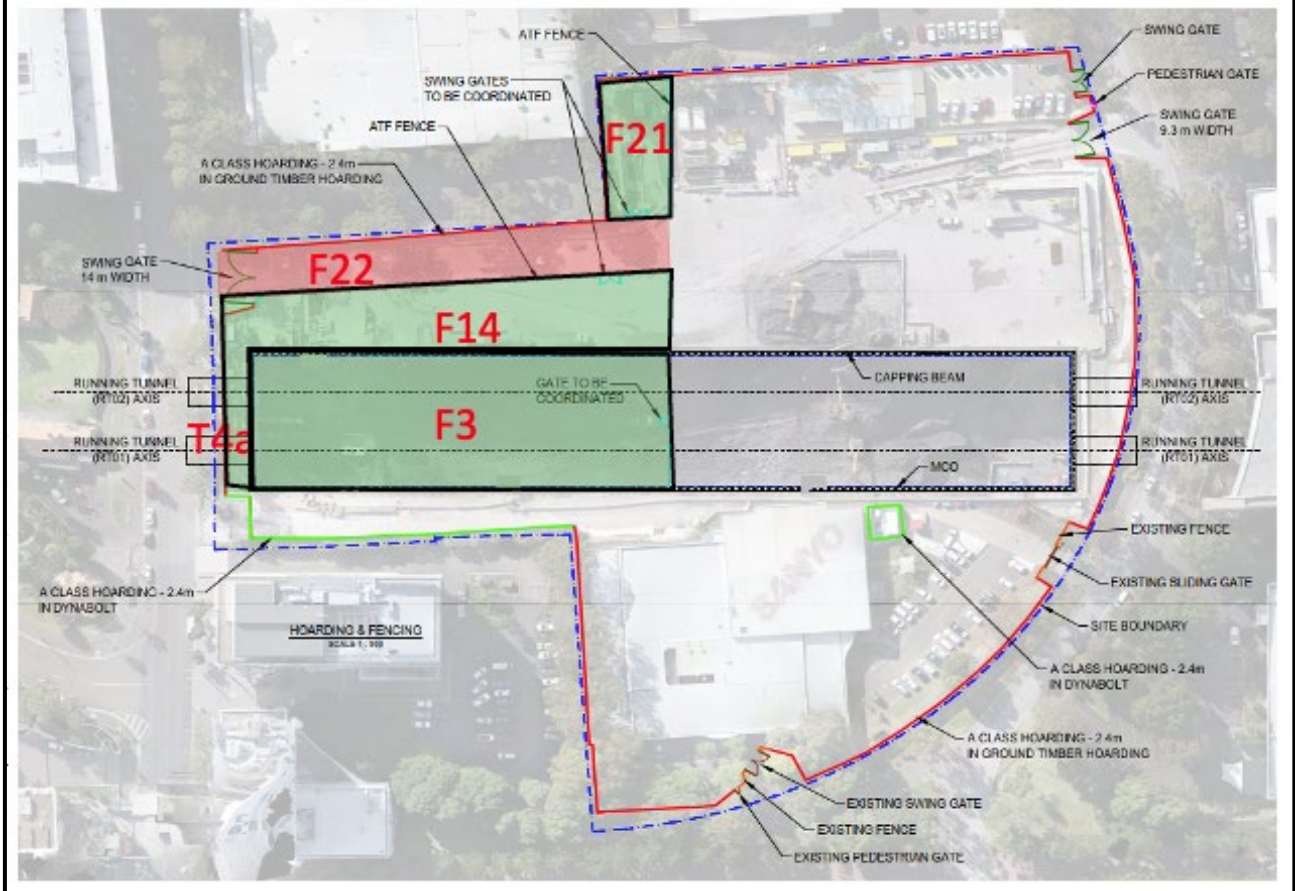 ATF FENCE
SWING GATE
SWING GATES
TO BE COORDINATED
PEDESTRIAN GATE
ATF FENCE
SWING GATE
9.3 m WIDTH
F21
A CLASS HOARDING - 2.4m
IN GROUND TIMBER HOARDING
SWING GATE
14 m WIDTH
F22
F14
RUNNING TUNNEL
(RT02) AXIS
GATE TO BE
COORDINATED
CAPPING BEAM
RUNNING TUNNEL
(RT02) AXIS
F3
T4a
RUNNING TUNNEL
(RT01) AXIS
MCO
RUNNING TUNNEL
(RT01) AXIS
EXISTING FENCE
SANYO
EXISTING SLIDING GATE
A CLASS HOARDING - 2.4m
IN DYNABOLT
SITE BOUNDARY
HOARDING & FENCING
SCALE 1 : 500
A CLASS HOARDING - 2.4m
IN DYNABOLT
A CLASS HOARDING - 2.4m
IN GROUND TIMBER HOARDING
EXISTING SWING GATE
EXISTING FENCE
EXISTING PEDESTRIAN GATE